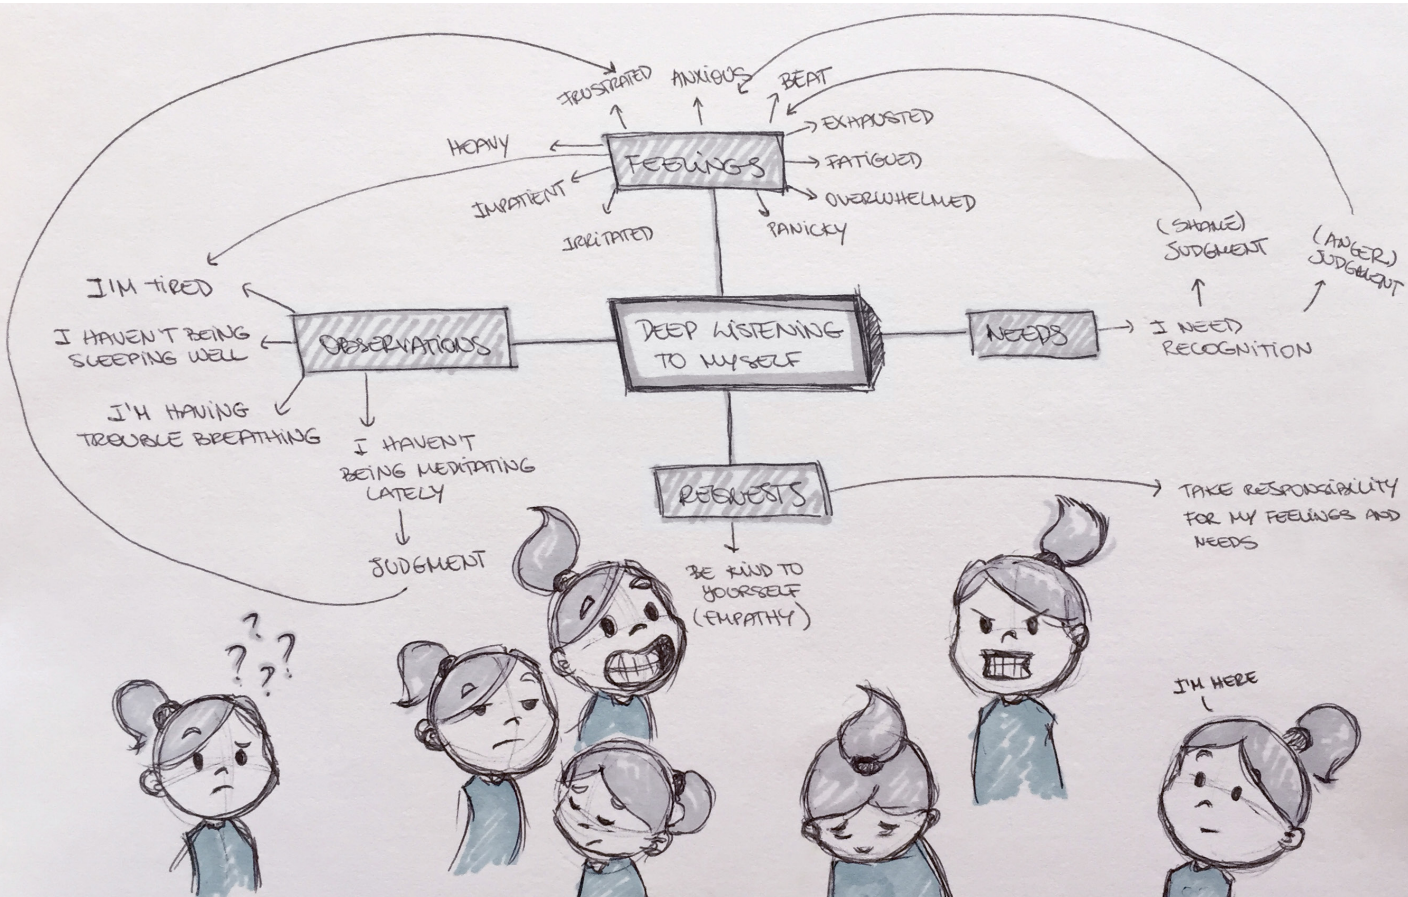 FRUSTRATED
ANXIOUS
BEAT
HEAVY
FEELINGS
EXHAUSTED
FATIGUED
IMPATIENT
OVERWHELMED
IRRITATED
PANICKY
(SHAME)
JUDGMENT
(ANGER)
JUDGMENT
I'M TIRED
I HAVEN'T BEING
SLEEPING WELL
I'M HAVING
TROUBLE BREATHING
OBSERVATIONS
I HAVEN'T
BEING MEDITATING
LATELY
JUDGMENT
DEEP LISTENING
TO MYSELF
NEEDS
I NEED
RECOGNITION
REQUESTS
BE KIND TO
YOURSELF
(EMPATHY)
TAKE RESPONSIBILITY
FOR MY FEELINGS AND
NEEDS
? ? ? ?
I'M HERE